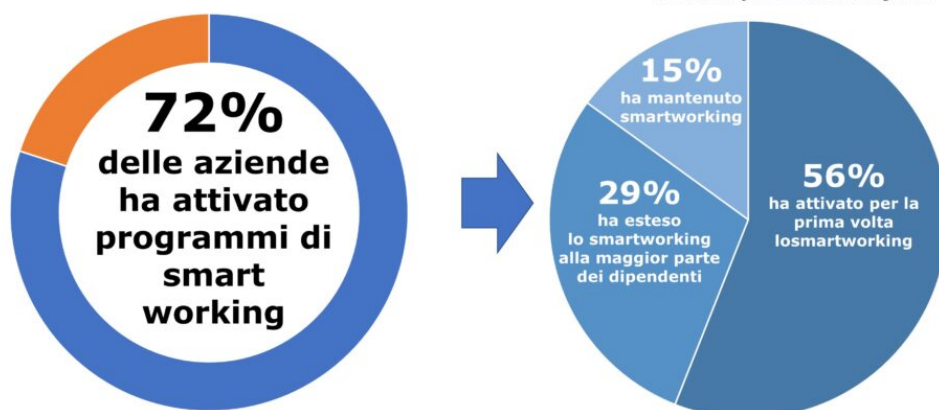 72%
delle aziende
ha attivato
programmi di
smart
working
15%
ha mantenuto
smartworking
29%
ha esteso
lo smartworking
alla maggior parte
dei dipendenti
56%
ha attivato per la
prima volta
losmartworking